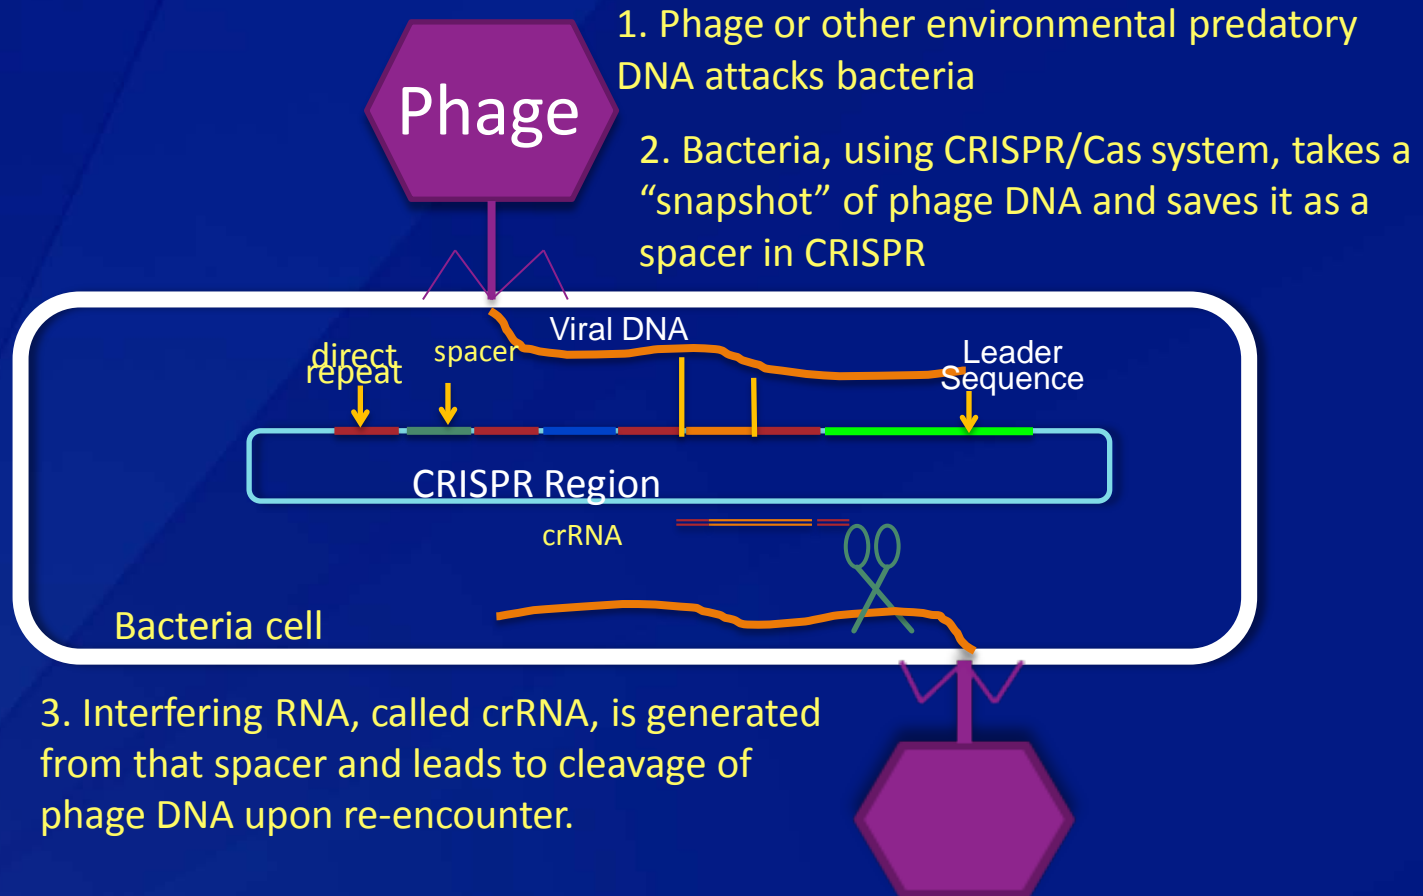 1. Phage or other environmental predatory
DNA attacks bacteria
Phage
2. Bacteria, using CRISPR/Cas system, takes a
“snapshot” of phage DNA and saves it as a
spacer in CRISPR
Viral DNA
direct
repeat
spacer
Leader
Sequence
CRISPR Region
crRNA
Bacteria cell
3. Interfering RNA, called crRNA, is generated
from that spacer and leads to cleavage of
phage DNA upon re-encounter.